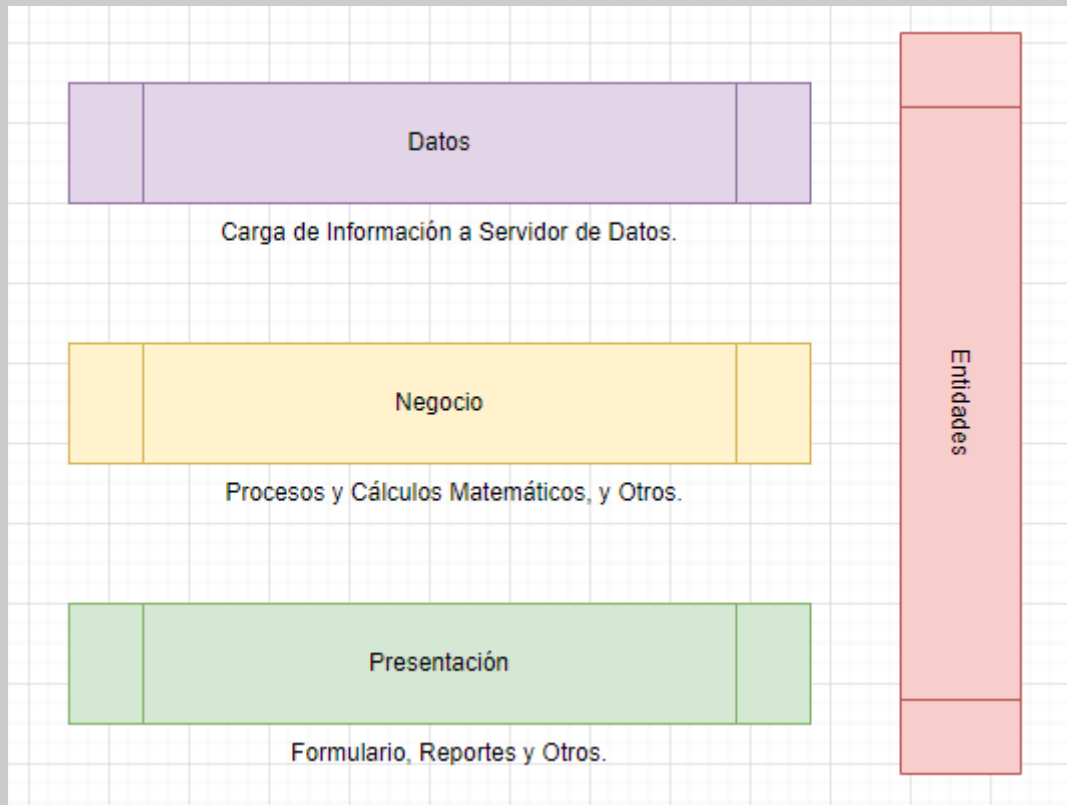 Datos
Carga de Información a Servidor de Datos.
Negocio
Procesos y Cálculos Matemáticos, y Otros.
Presentación
Formulario, Reportes y Otros.
Entidades